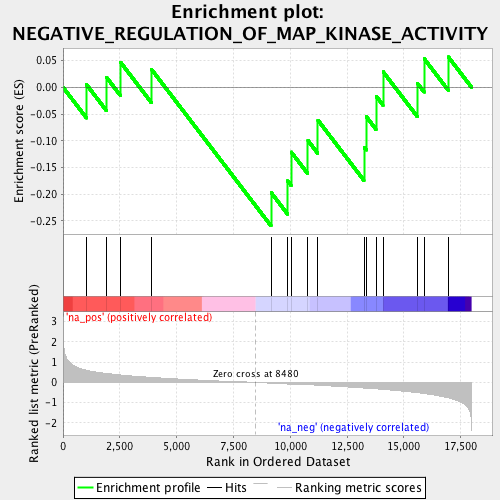 Enrichment plot:
NEGATIVE_REGULATION_OF_MAP_KINASE_ACTIVITY
Enrichment score (ES)
0.05
0.00
-0.05
-0.10
-0.15
-0.20
-0.25
'na_pos' (positively correlated)
Ranked list metric (PreRanked)
3
2
1
0
-1
-2
Zero cross at 8480
'na_neg' (negatively correlated)
0
2,500
5,000
7,500
10,000
12,500
15,000
17,500
Rank in Ordered Dataset
Enrichment profile
Hits
Ranking metric scores